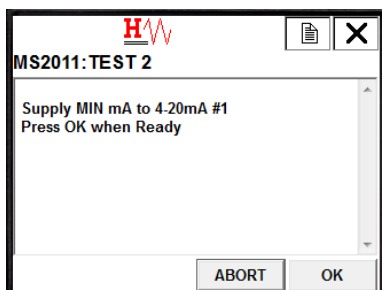 H
MS2011:TEST 2
Supply MIN mA to 4-20mA #1
Press OK when Ready
ABORT
OK